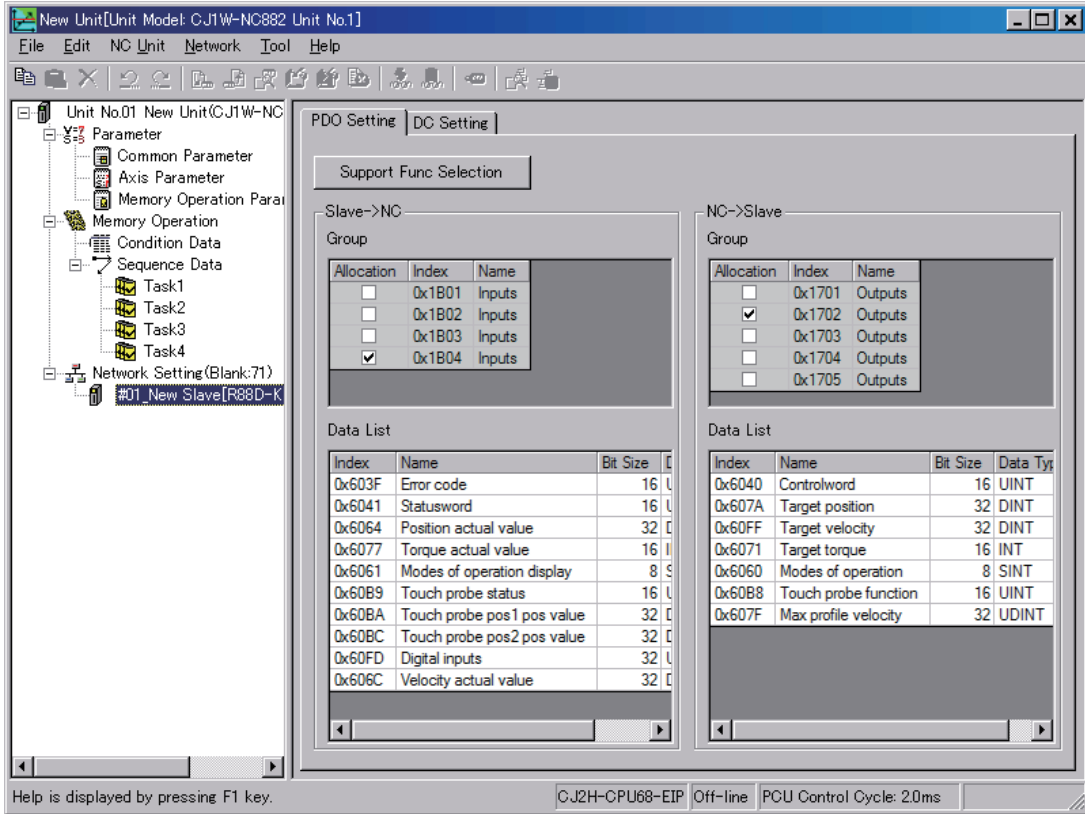 New Unit[Unit Model: CJ1W-NC882 Unit No.1]
File Edit NC Unit Network Tool Help
Unit No.01 New Unit(CJ1W-NC
Parameter
Common Parameter
Axis Parameter
Memory Operation Para
Memory Operation
Condition Data
Sequence Data
Task1
Task2
Task3
Task4
Network Setting(Blank:71)
#01_New Slave[R88D-K
PDO Setting DC Setting
Support Func Selection
Slave->NC
Group
Allocation Index Name
0x1B01 Inputs
0x1B02 Inputs
0x1B03 Inputs
0x1B04 Inputs
Data List
Index Name Bit Size
0x603F Error code 16 U
0x6041 Statusword 16 U
0x6064 Position actual value 32 D
0x6077 Torque actual value 16
0x6061 Modes of operation display 8 S
0x60B9 Touch probe status 16 U
0x60BA Touch probe pos1 pos value 32 D
0x60BC Touch probe pos2 pos value 32 D
0x60FD Digital inputs 32 U
0x606C Velocity actual value 32 D
NC->Slave
Group
Allocation Index Name
0x1701 Outputs
0x1702 Outputs
0x1703 Outputs
0x1704 Outputs
0x1705 Outputs
Data List
Index Name Bit Size Data Typ
0x6040 Controlword 16 UINT
0x607A Target position 32 DINT
0x60FF Target velocity 32 DINT
0x6071 Target torque 16 INT
0x6060 Modes of operation 8 SINT
0x60B8 Touch probe function 16 UINT
0x607F Max profile velocity 32 UDINT
Help is displayed by pressing F1 key.
CJ2H-CPU68-EIP Off-line PCU Control Cycle: 2.0ms